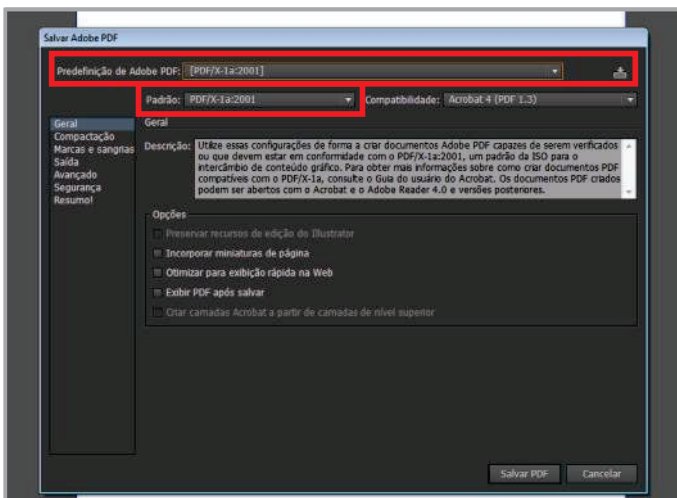 Salvar Adobe PDF
Predefinição de Adobe PDF: [PDF/X-1a:2001]
Padrão: PDF/X-1a:2001 Compatibilidade: Acrobat 4 (PDF 1.3)
Geral
Compactação
Marcas e sangrias
Saída
Avançado
Segurança
Resumo!
Geral
Descrição: Utilize essas configurações de forma a criar documentos Adobe PDF capazes de serem verificados
ou que devem estar em conformidade com o PDF/X-1a:2001, um padrão da ISO para o
intercâmbio de conteúdo gráfico. Para obter mais informações sobre como criar documentos PDF
compatíveis com o PDF/X-1a, consulte o Guia do usuário do Acrobat. Os documentos PDF criados
podem ser abertos com o Acrobat e o Adobe Reader 4.0 e versões posteriores.
Opções
Preservar recursos de edição do Illustrator
Incorporar miniaturas de página
Otimizar para exibição rápida na Web
Exibir PDF após salvar
Criar camadas Acrobat a partir de camadas de nível superior
Salvar PDF Cancelar